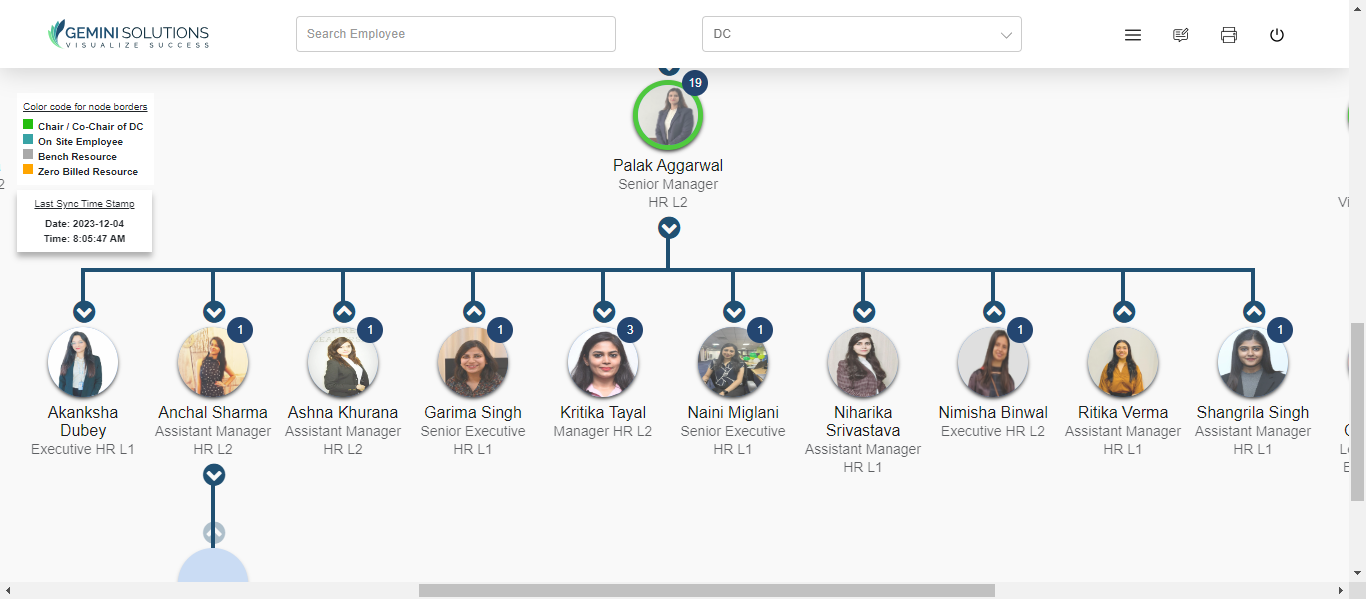 GEMINI SOLUTIONS
VISUALIZE SUCCESS
Search Employee
DC
19
Color code for node borders
Chair / Co-Chair of DC
On Site Employee
Bench Resource
Zero Billed Resource
2
Last Sync Time Stamp
Date: 2023-12-04
Time: 8:05:47 AM
Palak Aggarwal
Senior Manager
HR L2
Vi
1
1
1
3
1
1
1
Akanksha
Dubey
Executive HR L1
Anchal Sharma
Assistant Manager
HR L2
Ashna Khurana
Assistant Manager
HR L2
Garima Singh
Senior Executive
HR L1
Kritika Tayal
Manager HR L2
Naini Miglani
Senior Executive
HR L1
Niharika
Srivastava
Assistant Manager
HR L1
Nimisha Binwal
Executive HR L2
Ritika Verma
Assistant Manager
HR L1
Shangrila Singh
Assistant Manager
HR L1